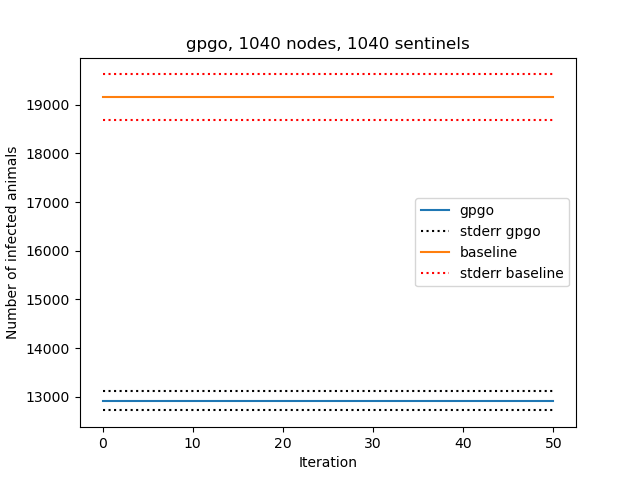 gpgo, 1040 nodes, 1040 sentinels
Number of infected animals
19000
18000
17000
16000
15000
14000
13000
gpgo
stderr gpgo
baseline
stderr baseline
0 10 20 30 40 50
Iteration